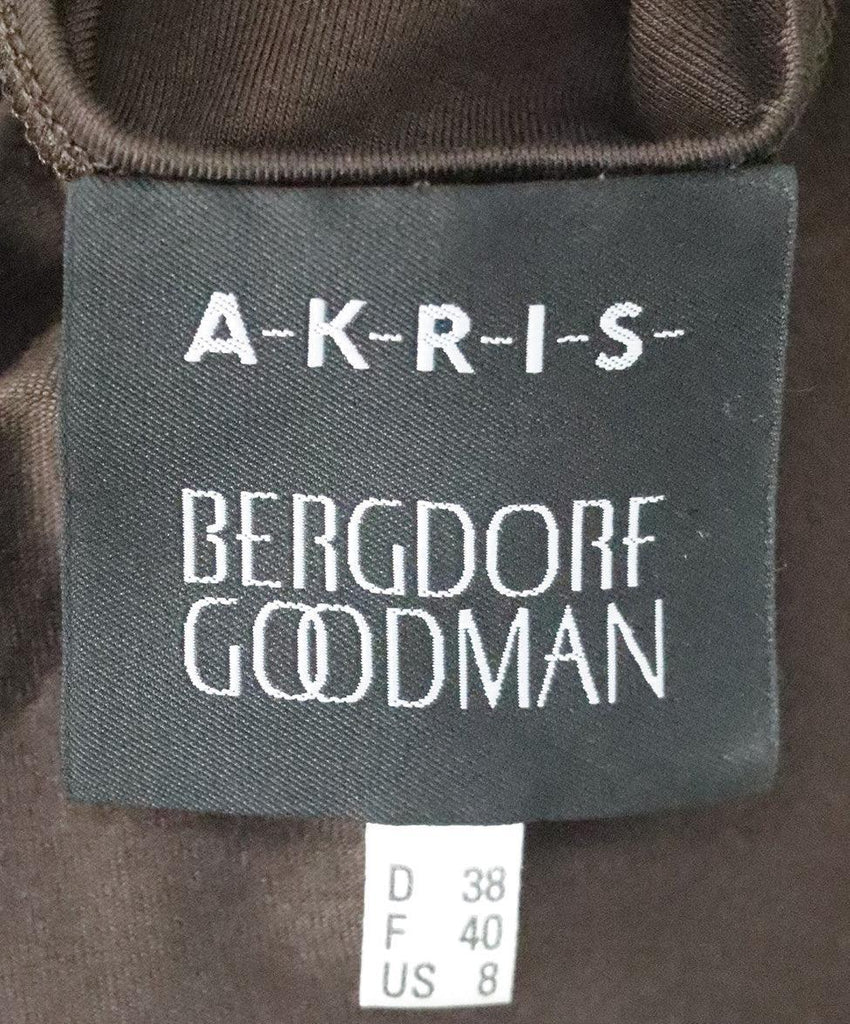 A-K-R-I-S-
BERGDORF
GOODMAN
D 38
F 40
US 8